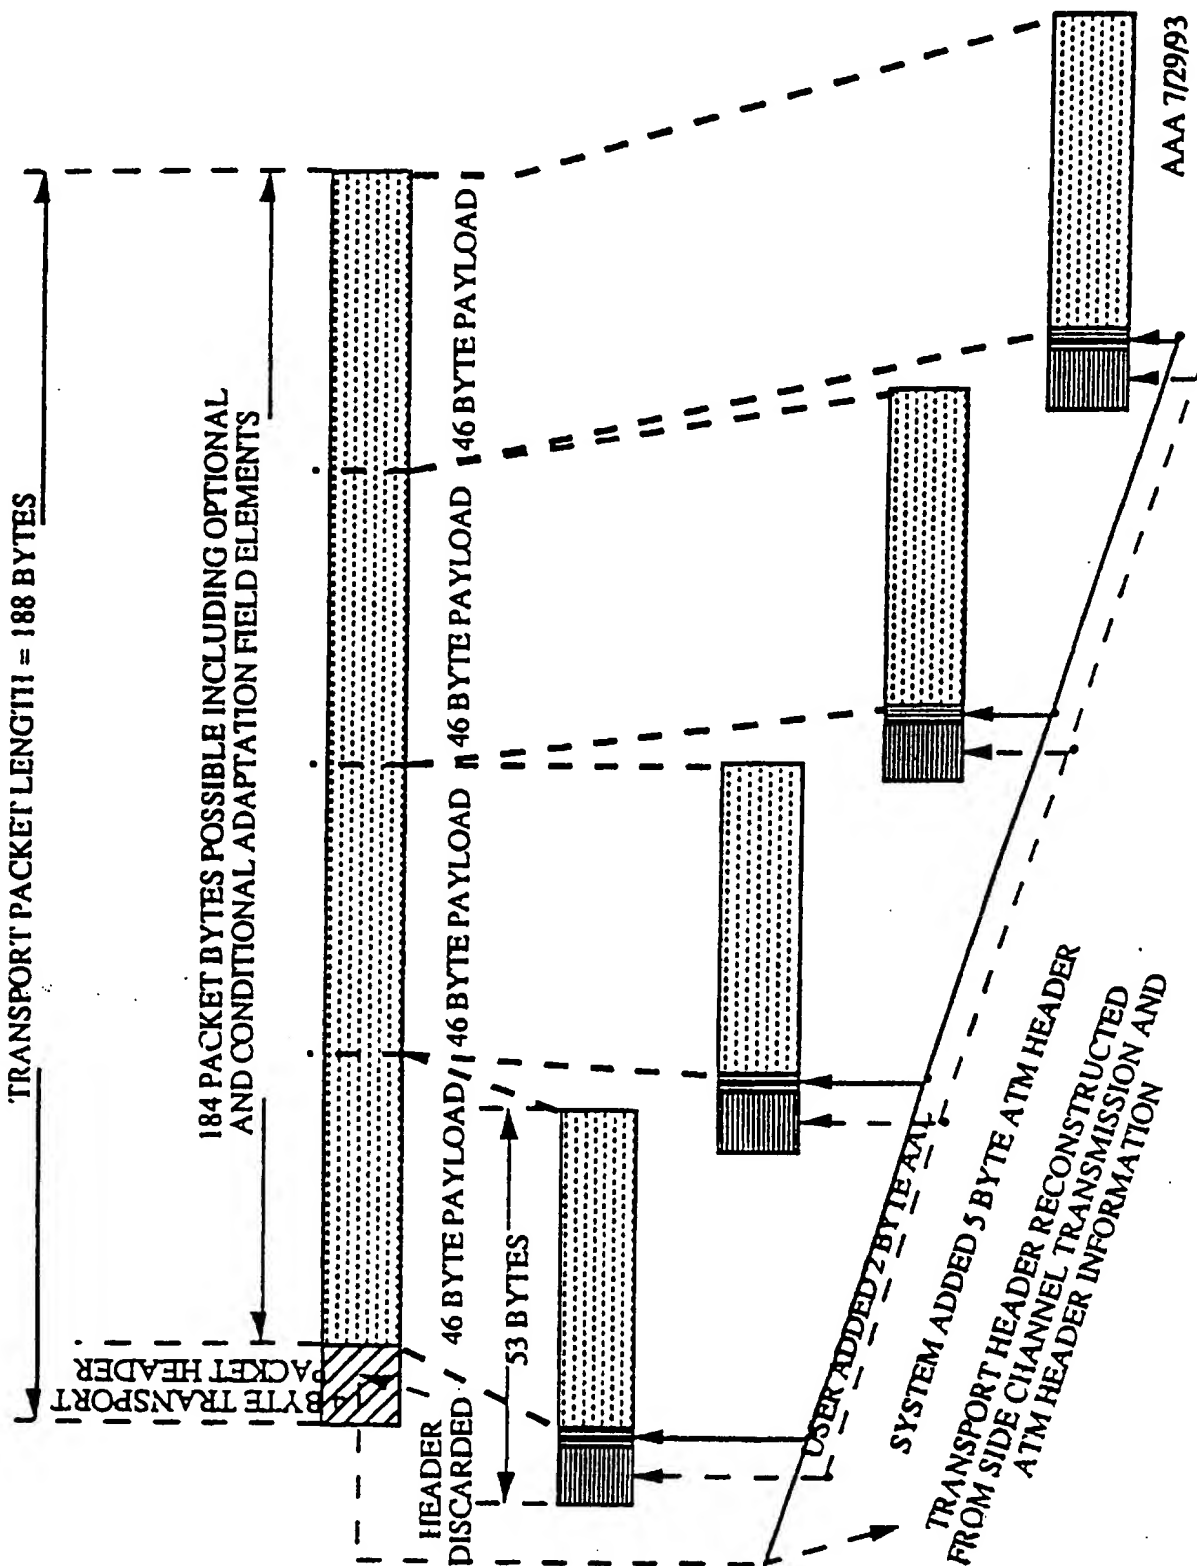 TRANSPORT PACKET LENGTH = 188 BYTES
184 PACKET BYTES POSSIBLE INCLUDING OPTIONAL
AND CONDITIONAL ADAPTATION FIELD ELEMENTS
4 BYTE TRANSPORT
PACKET HEADER
HEADER
DISCARDED
46 BYTE PAYLOAD
46 BYTE PAYLOAD
46 BYTE PAYLOAD
46 BYTE PAYLOAD
53 BYTES
USER ADDED 2 BYTE AAL
SYSTEM ADDED 5 BYTE ATM HEADER
TRANSPORT HEADER RECONSTRUCTED
FROM SIDE CHANNEL TRANSMISSION AND
ATM HEADER INFORMATION
AAA 7/29/93